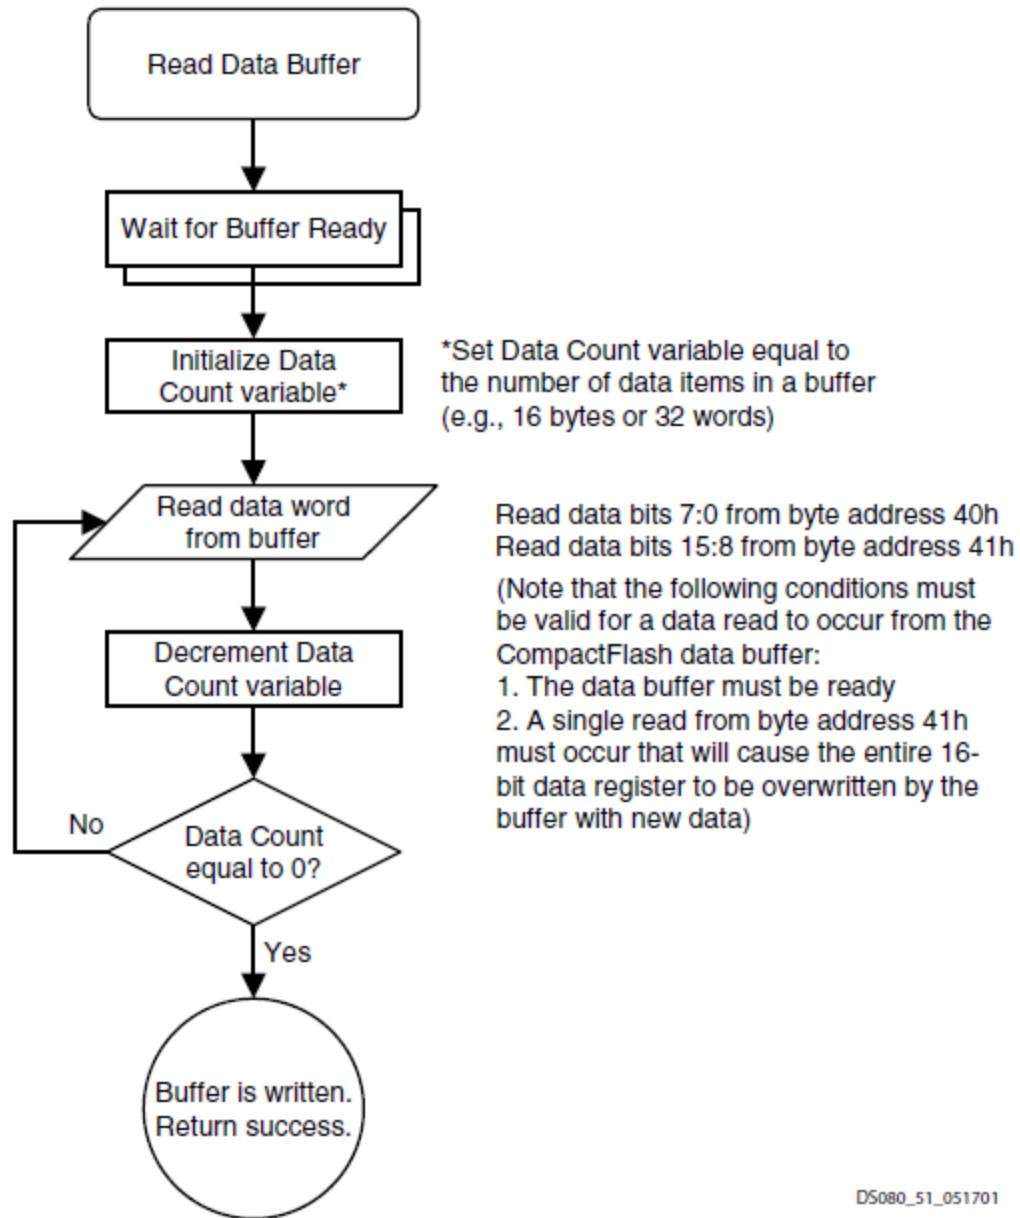 Read Data Buffer
Wait for Buffer Ready
Initialize Data
Count variable*
*Set Data Count variable equal to
the number of data items in a buffer
(e.g., 16 bytes or 32 words)
Read data word
from buffer
Read data bits 7:0 from byte address 40h
Read data bits 15:8 from byte address 41h
(Note that the following conditions must
be valid for a data read to occur from the
CompactFlash data buffer:
1. The data buffer must be ready
2. A single read from byte address 41h
must occur that will cause the entire 16-
bit data register to be overwritten by the
buffer with new data)
Decrement Data
Count variable
No
Data Count
equal to 0?
Yes
Buffer is written.
Return success.
DS080_51_051701